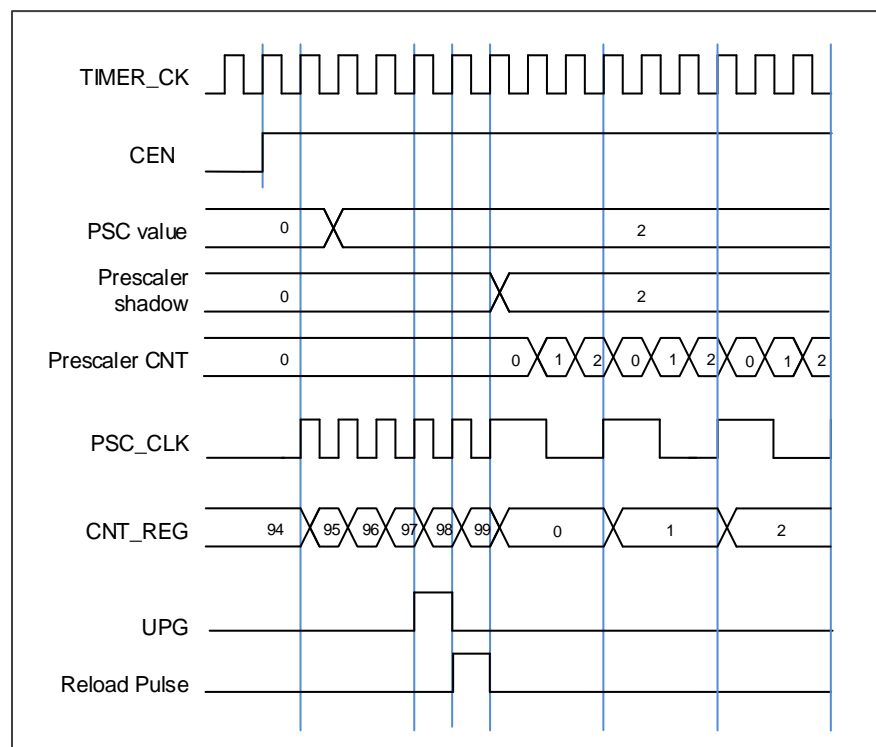 TIMER_CK
CEN
PSC value 0 2
Prescaler
shadow 0 2
Prescaler CNT 0 0 1 2 0 1 2 0 1 2
PSC_CLK
CNT_REG 94 95 96 97 98 99 0 1 2
UPG
Reload Pulse